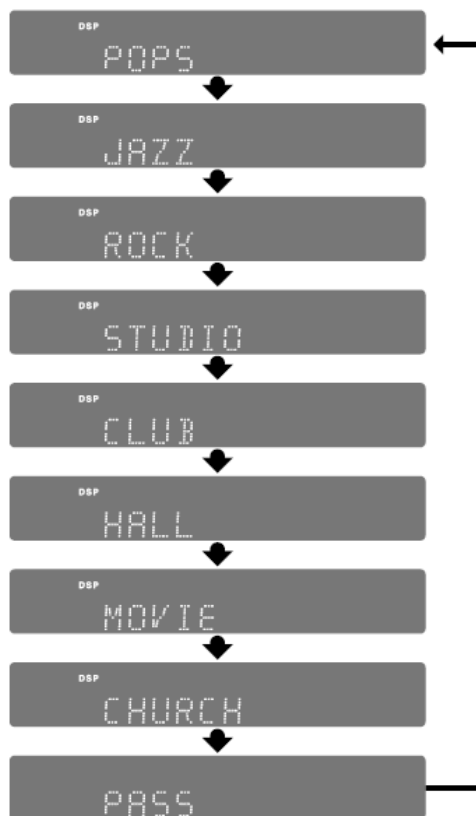 DSP
POPS
DSP
JAZZ
DSP
ROCK
DSP
STUDIO
DSP
CLUB
DSP
HALL
DSP
MOVIE
DSP
CHURCH
PASS